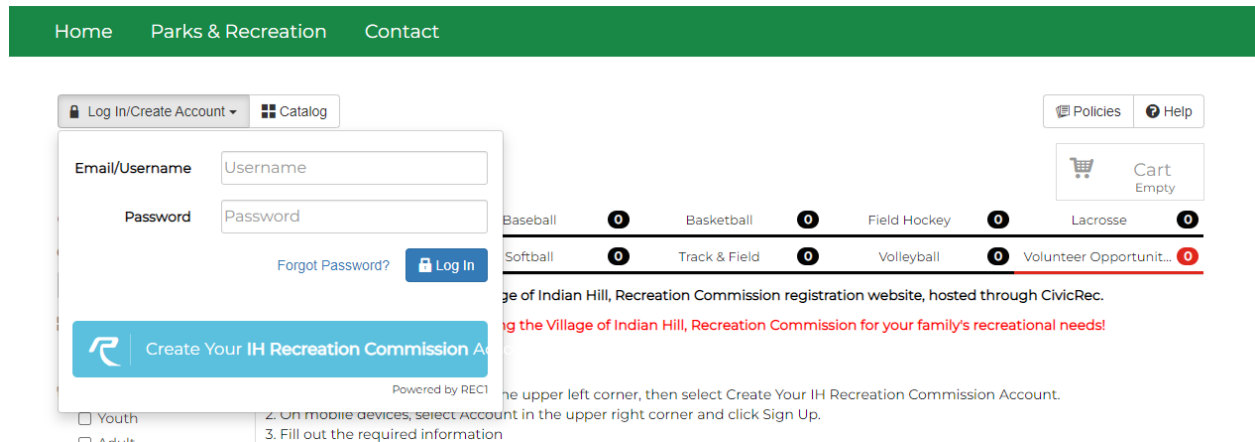 Home Parks & Recreation Contact
Log In/Create Account Catalog Policies Help
Email/Username Username
Cart
Empty
Password Password
Baseball 0 Basketball 0 Field Hockey 0 Lacrosse 0
Forgot Password? Log In
Softball 0 Track & Field 0 Volleyball 0 Volunteer Opportunit... 0
of Indian Hill, Recreation Commission registration website, hosted through CivicRec.
the Village of Indian Hill, Recreation Commission for your family's recreational needs!
Create Your IH Recreation Commission
Powered by REC1
upper left corner, then select Create Your IH Recreation Commission Account.
Youth
2. On mobile devices, select Account in the upper right corner and click Sign Up.
Adult
3. Fill out the required information